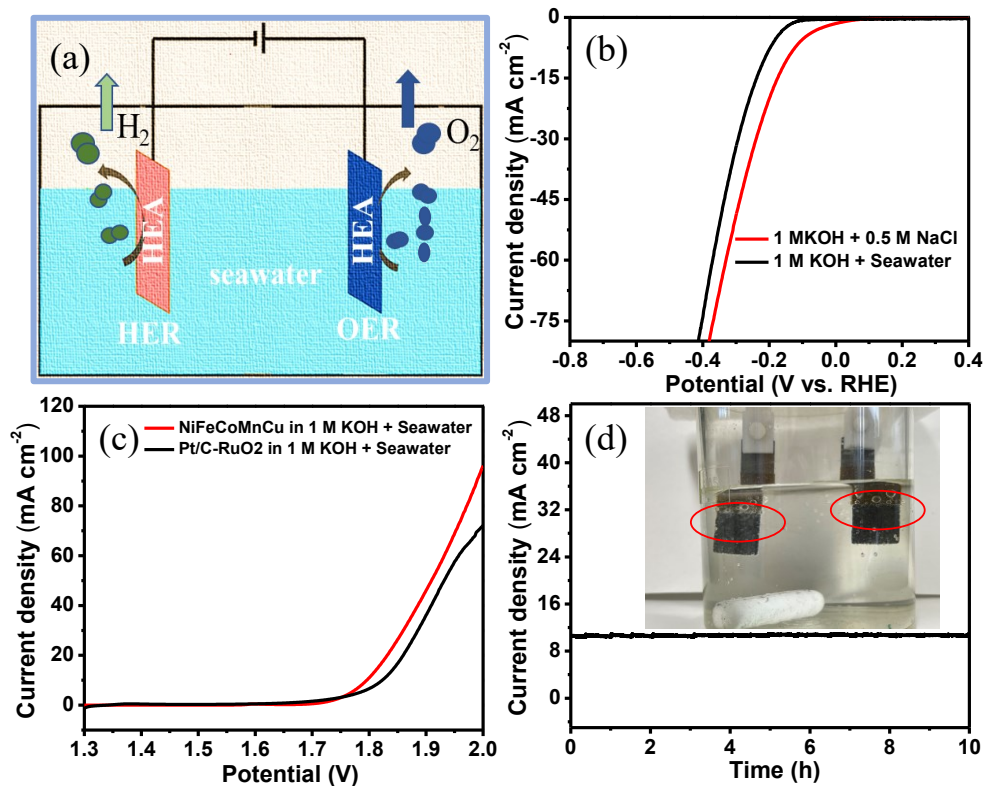 (a)
H2
O2
HEA
HEA
seawater
HER
OER
(b)
Current density (mA cm-2)
0
-15
-30
-45
-60
-75
1 MKOH + 0.5 M NaCl
1 M KOH + Seawater
-0.8
-0.6
-0.4
-0.2
0.0
0.2
0.4
Potential (V vs. RHE)
(c)
NiFeCoMnCu in 1 M KOH + Seawater
Pt/C-RuO2 in 1 M KOH + Seawater
Current density (mA cm-2)
120
100
80
60
40
20
0
1.3
1.4
1.5
1.6
1.7
1.8
1.9
2.0
Potential (V)
(d)
Current density (mA cm-2)
48
40
32
24
16
8
0
0
2
4
6
8
10
Time (h)